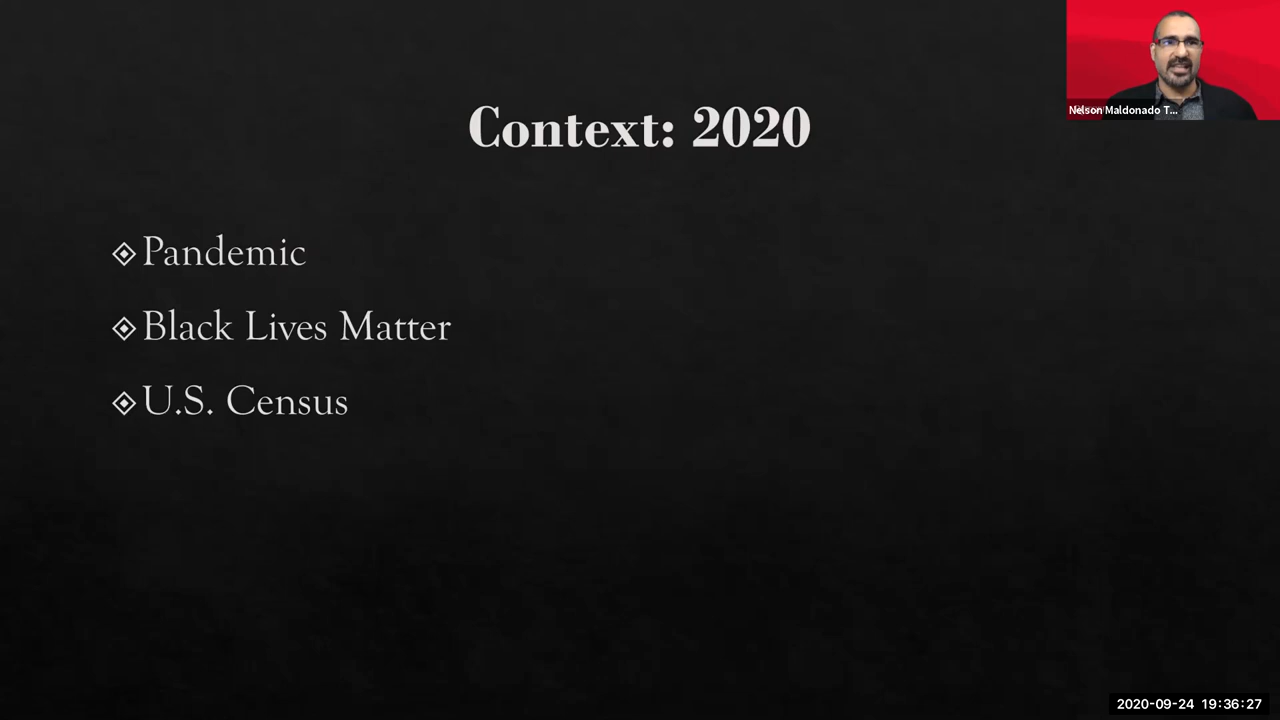 Context: 2020
Pandemic
Black Lives Matter
U.S. Census
Nelson Maldonado T...
2020-09-24 19:36:27